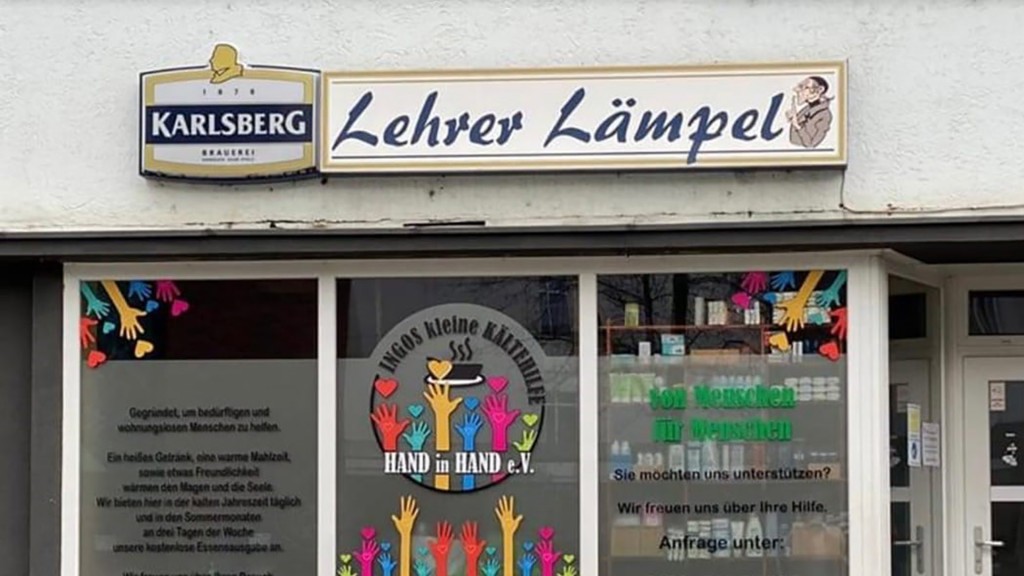 1878
KARLSBERG
BRAUEREI
Lehrer Lämpel
Gegründet, um bedürftigen und
wohnungslosen Menschen zu helfen.
Ein heißes Getränk, eine warme Mahlzeit,
sowie etwas Freundlichkeit
wärmen den Magen und die Seele.
Wir bieten hier in der kalten Jahreszeit täglich
und in den Sommermonaten
an drei Tagen der Woche
unsere kostenlose Essensausgabe an.
INGOS kleine KÄLTEHILFE
HAND in HAND e.V.
Von Menschen
für Menschen
Sie möchten uns unterstützen?
Wir freuen uns über Ihre Hilfe.
Anfrage unter: